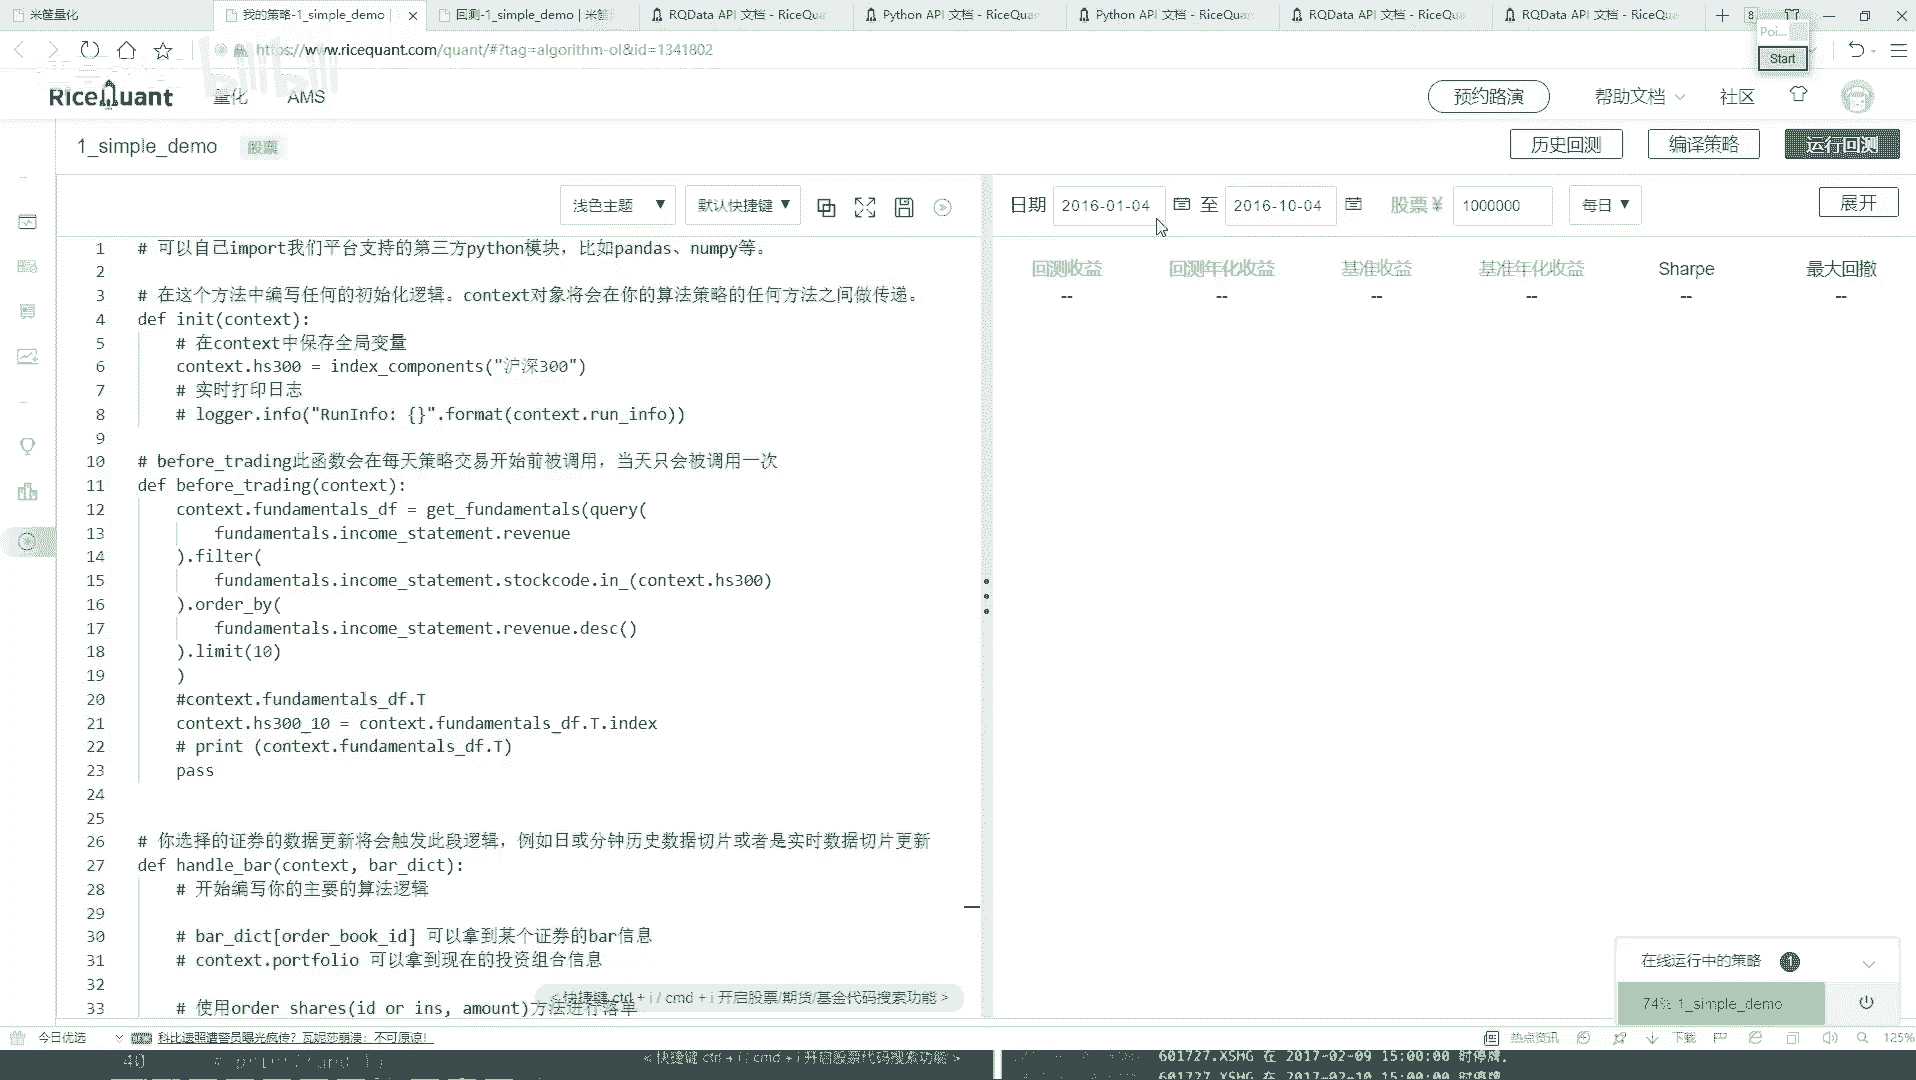 米筐量化
我的策略-1_simple_demo |
回测-1_simple_demo | 米筐
RQData API 文档 - RiceQua
Python API 文档 - RiceQuan
Python API 文档 - RiceQuan
RQData API 文档 - RiceQua
RQData API 文档 - RiceQua
8
Poi...
https://www.ricequant.com/quant/#?tag=algorithm-ol&id=1341802
Start
bilibili
RiceQuant
量化
AMS
预约路演
帮助文档
社区
1_simple_demo
股票
历史回测
编译策略
运行回测
浅色主题
默认快捷键
日期
2016-01-04
至
2016-10-04
股票 ¥
1000000
每日
展开
回测收益
回测年化收益
基准收益
基准年化收益
Sharpe
最大回撤
-- -- -- -- -- --
1 # 可以自己import我们平台支持的第三方python模块，比如pandas、numpy等。
2
3 # 在这个方法中编写任何的初始化逻辑。context对象将会在你的算法策略的任何方法之间做传递。
4 def init(context):
5 # 在context中保存全局变量
6 context.hs300 = index_components("沪深300")
7 # 实时打印日志
8 # logger.info("RunInfo: {}".format(context.run_info))
9
10 # before_trading此函数会在每天策略交易开始前被调用，当天只会被调用一次
11 def before_trading(context):
12 context.fundamentals_df = get_fundamentals(query(
13 fundamentals.income_statement.revenue
14 ).filter(
15 fundamentals.income_statement.stockcode.in_(context.hs300)
16 ).order_by(
17 fundamentals.income_statement.revenue.desc()
18 ).limit(10)
19 )
20 #context.fundamentals_df.T
21 context.hs300_10 = context.fundamentals_df.T.index
22 # print (context.fundamentals_df.T)
23 pass
24
25
26 # 你选择的证券的数据更新将会触发此段逻辑，例如日或分钟历史数据切片或者是实时数据切片更新
27 def handle_bar(context, bar_dict):
28 # 开始编写你的主要的算法逻辑
29
30 # bar_dict[order_book_id] 可以拿到某个证券的bar信息
31 # context.portfolio 可以拿到现在的投资组合信息
32
33 # 使用order_shares(id_or_ins, amount)方法进行落单
< 快捷键 ctrl + i / cmd + i 开启股票/期货/基金代码搜索功能 >
在线运行中的策略 1
74% 1_simple_demo
今日优选
科比遗照遭警员曝光疯传？瓦妮莎崩溃：不可原谅！
热点资讯
下载
125%
40
< 快捷键 ctrl + i / cmd + i 开启股票代码搜索功能 >
601727.XSHG 在 2017-02-09 15:00:00 时停牌。
601727.XSHG 在 2017-02-10 15:00:00 时停牌。